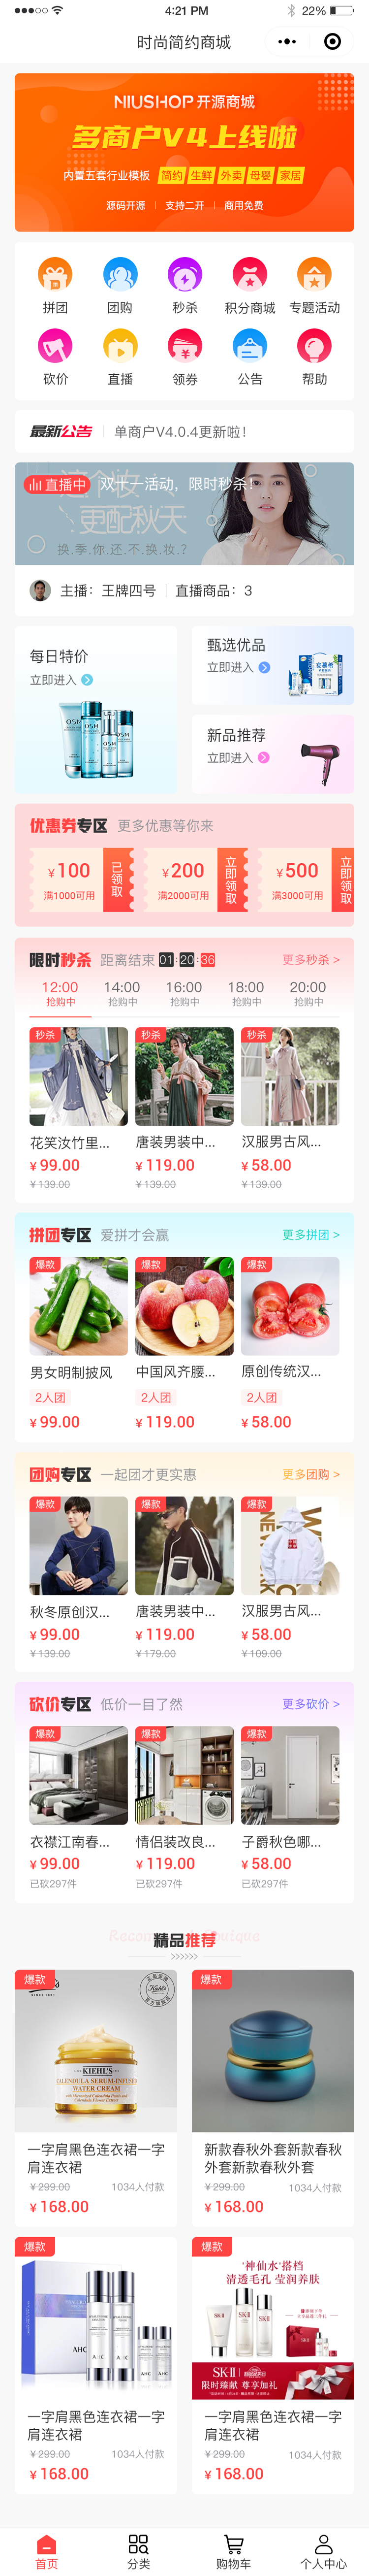 4:21 PM
22%
时尚简约商城
NIUSHOP 开源商城
多商户V4上线啦
内置五套行业模板 简约 生鲜 外卖 母婴 家居
源码开源 | 支持二开 | 商用免费
拼团 团购 秒杀 积分商城 专题活动
砍价 直播 领券 公告 帮助
最新公告 单商户V4.0.4更新啦!
直播中 双十一活动，限时秒杀!
更配秋天
换.季.你.还.不.换.妆.?
主播：王牌四号 | 直播商品：3
每日特价
立即进入
OSM
甄选优品
立即进入
安慕希
新品推荐
立即进入
优惠券专区 更多优惠等你来
¥100 已领取 ¥200 立即领取 ¥500 立即领取
满1000可用 满2000可用 满3000可用
限时秒杀 距离结束 01:20:36 更多秒杀 >
12:00 14:00 16:00 18:00 20:00
抢购中 抢购中 抢购中 抢购中 抢购中
秒杀 秒杀 秒杀
花笑汝竹里... 唐装男装中... 汉服男古风...
¥99.00 ¥119.00 ¥58.00
¥139.00 ¥139.00 ¥139.00
拼团专区 爱拼才会赢 更多拼团 >
爆款 爆款 爆款
男女明制披风 中国风齐腰... 原创传统汉...
2人团 2人团 2人团
¥99.00 ¥119.00 ¥58.00
团购专区 一起团才更实惠 更多团购 >
爆款 爆款 爆款
秋冬原创汉... 唐装男装中... 汉服男古风...
¥99.00 ¥119.00 ¥58.00
¥139.00 ¥179.00 ¥109.00
砍价专区 低价一目了然 更多砍价 >
爆款 爆款 爆款
衣襟江南春... 情侣装改良... 子爵秋色哪...
¥99.00 ¥119.00 ¥58.00
已砍297件 已砍297件 已砍297件
精品推荐
>>>>>>
爆款 爆款
SINCE 1851
Kiehl's
KIEHL'S
CALENDULA SERUM-INFUSED
WATER CREAM
一字肩黑色连衣裙一字肩连衣裙
¥299.00 1034人付款
¥168.00
新款春秋外套新款春秋外套新款春秋外套
¥299.00 1034人付款
¥168.00
爆款 爆款
AHC
'神仙水'搭档
清透毛孔 莹润养肤
SK-II
限时臻献 尊享加礼
一字肩黑色连衣裙一字肩连衣裙
¥299.00 1034人付款
¥168.00
一字肩黑色连衣裙一字肩连衣裙
¥299.00 1034人付款
¥168.00
首页 分类 购物车 个人中心